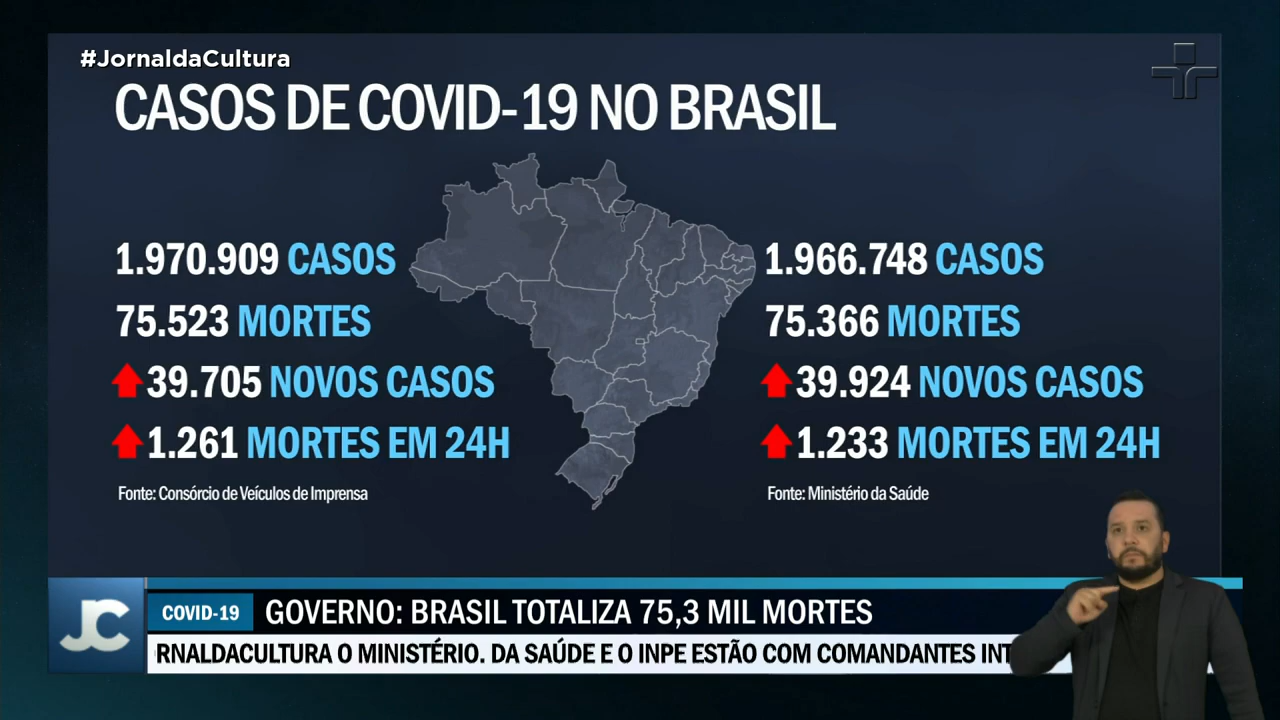 #JornaldaCultura
CASOS DE COVID-19 NO BRASIL
1.970.909 CASOS
75.523 MORTES
39.705 NOVOS CASOS
1.261 MORTES EM 24H
Fonte: Consórcio de Veículos de Imprensa
1.966.748 CASOS
75.366 MORTES
39.924 NOVOS CASOS
1.233 MORTES EM 24H
Fonte: Ministério da Saúde
JC
COVID-19 GOVERNO: BRASIL TOTALIZA 75,3 MIL MORTES
RNALDACULTURA O MINISTÉRIO. DA SAÚDE E O INPE ESTÃO COM COMANDANTES INT